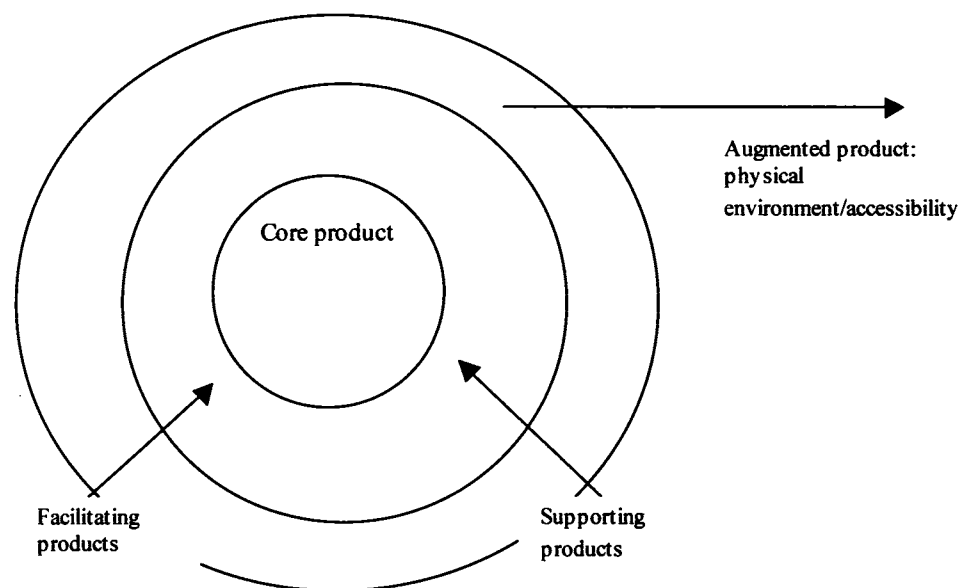 Augmented product:
physical
environment/accessibility
Core product
Facilitating
products
Supporting
products